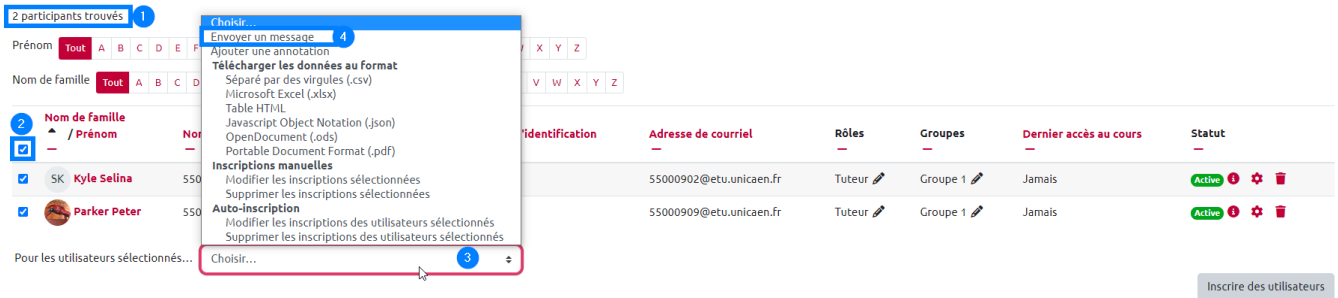 2 participants trouvés 1
Choisir...
Envoyer un message 4
Ajouter une annotation
Télécharger les données au format
Séparé par des virgules (.csv)
Microsoft Excel (.xlsx)
Table HTML
Javascript Object Notation (.json)
OpenDocument (.ods)
Portable Document Format (.pdf)
Inscriptions manuelles
Modifier les inscriptions sélectionnées
Supprimer les inscriptions sélectionnées
Auto-inscription
Modifier les inscriptions des utilisateurs sélectionnés
Supprimer les inscriptions des utilisateurs sélectionnés
Prénom Tout A B C D E F W X Y Z
Nom de famille Tout A B C D V W X Y Z
2
Nom de famille
/ Prénom
'identification Adresse de courriel Rôles Groupes Dernier accès au cours Statut
SK Kyle Selina 550 55000902@etu.unicaen.fr Tuteur Groupe 1 Jamais Active
Parker Peter 550 55000909@etu.unicaen.fr Tuteur Groupe 1 Jamais Active
Pour les utilisateurs sélectionnés... Choisir... 3
Inscrire des utilisateurs